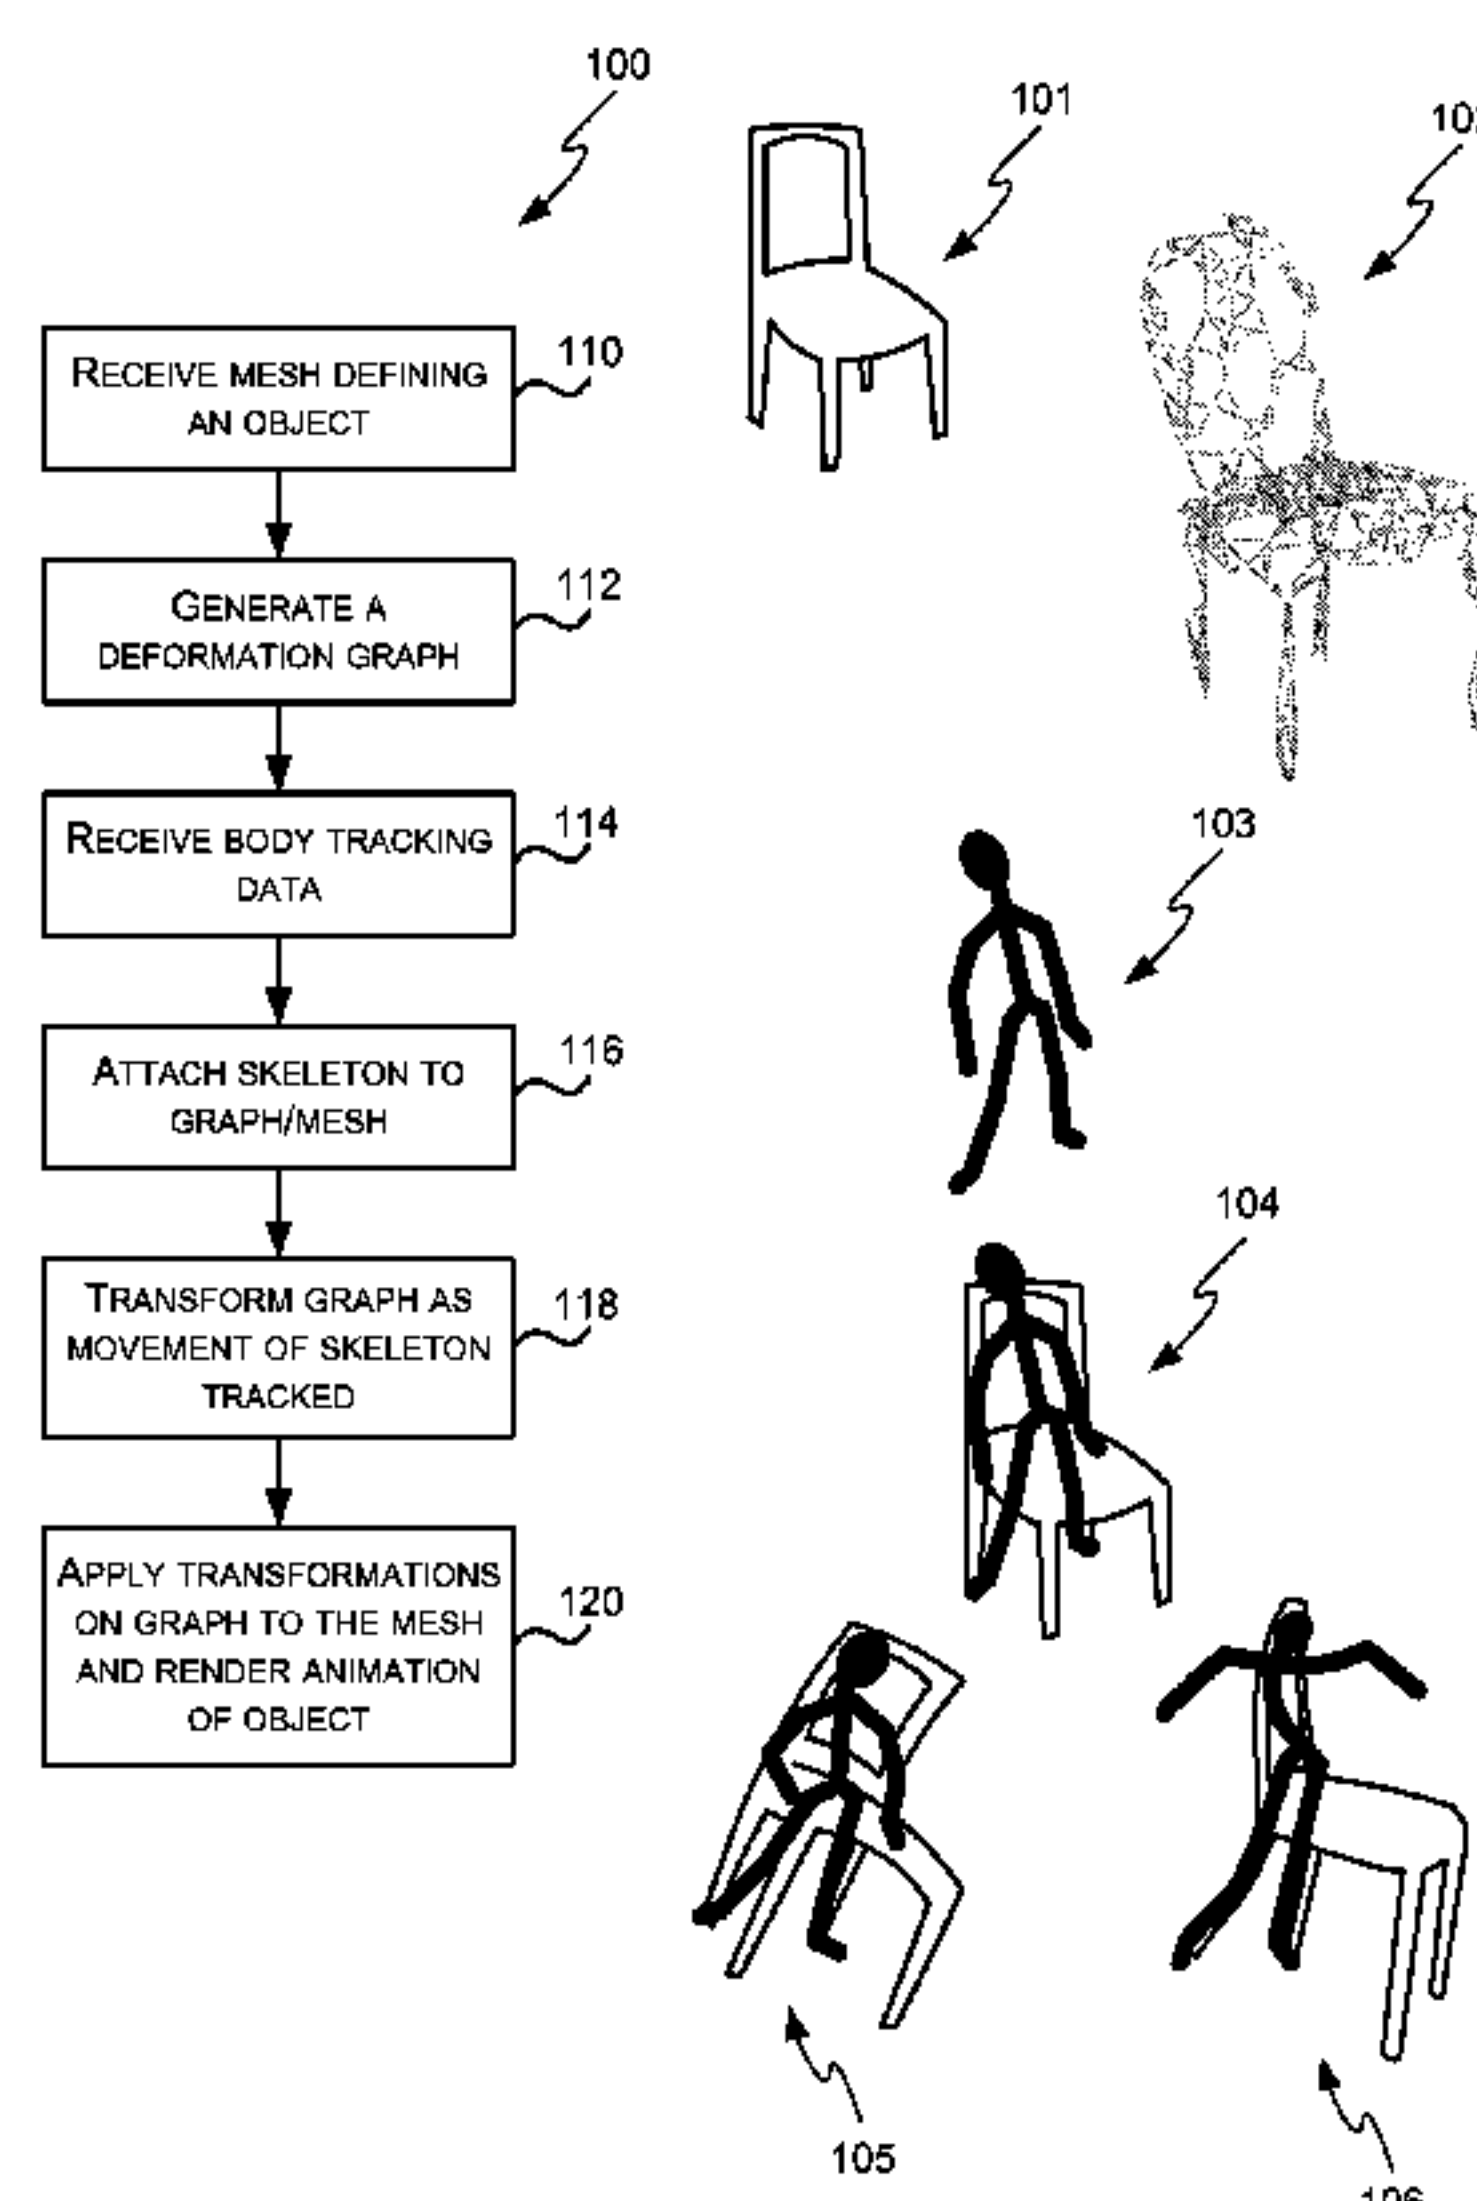 100
101
RECEIVE MESH DEFINING
AN OBJECT
110
GENERATE A
DEFORMATION GRAPH
112
RECEIVE BODY TRACKING
DATA
114
103
ATTACH SKELETON TO
GRAPH/MESH
116
104
TRANSFORM GRAPH AS
MOVEMENT OF SKELETON
TRACKED
118
APPLY TRANSFORMATIONS
ON GRAPH TO THE MESH
AND RENDER ANIMATION
OF OBJECT
120
105